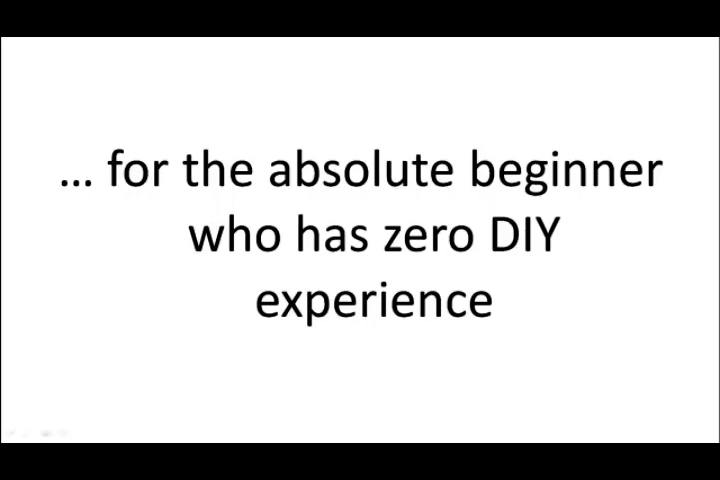 ... for the absolute beginner
who has zero DIY
experience